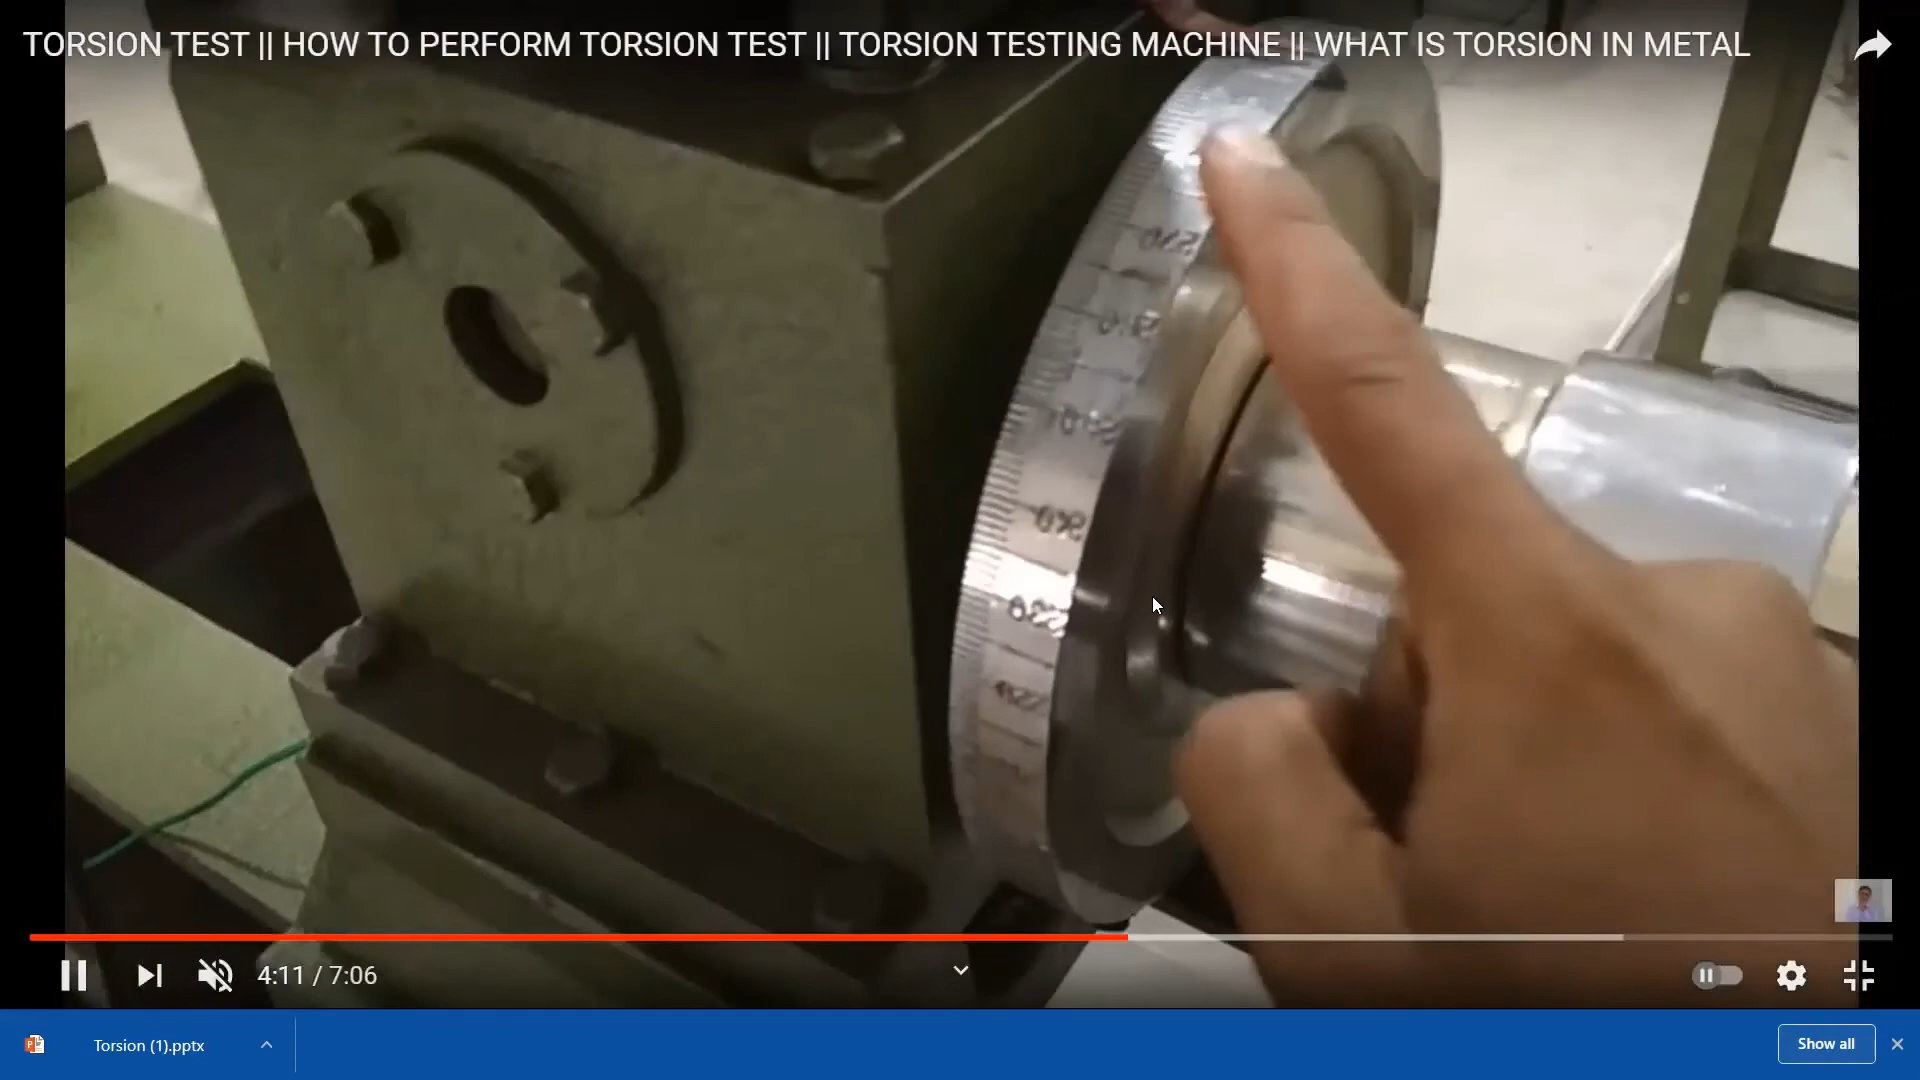 TORSION TEST || HOW TO PERFORM TORSION TEST || TORSION TESTING MACHINE || WHAT IS TORSION IN METAL
4:11 / 7:06
Torsion (1).pptx
Show all